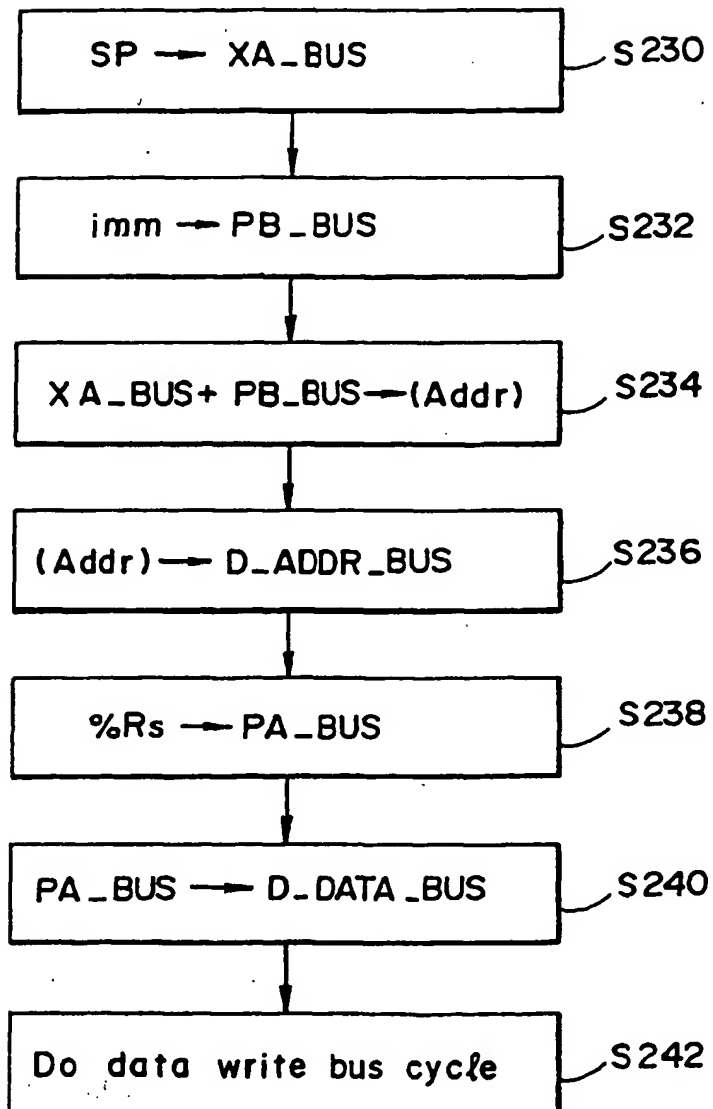 SP → XA_BUS S230
imm → PB_BUS S232
XA_BUS+ PB_BUS→(Addr) S234
(Addr) → D_ADDR_BUS S236
%Rs → PA_BUS S238
PA_BUS → D_DATA_BUS S240
Do data write bus cycle S242